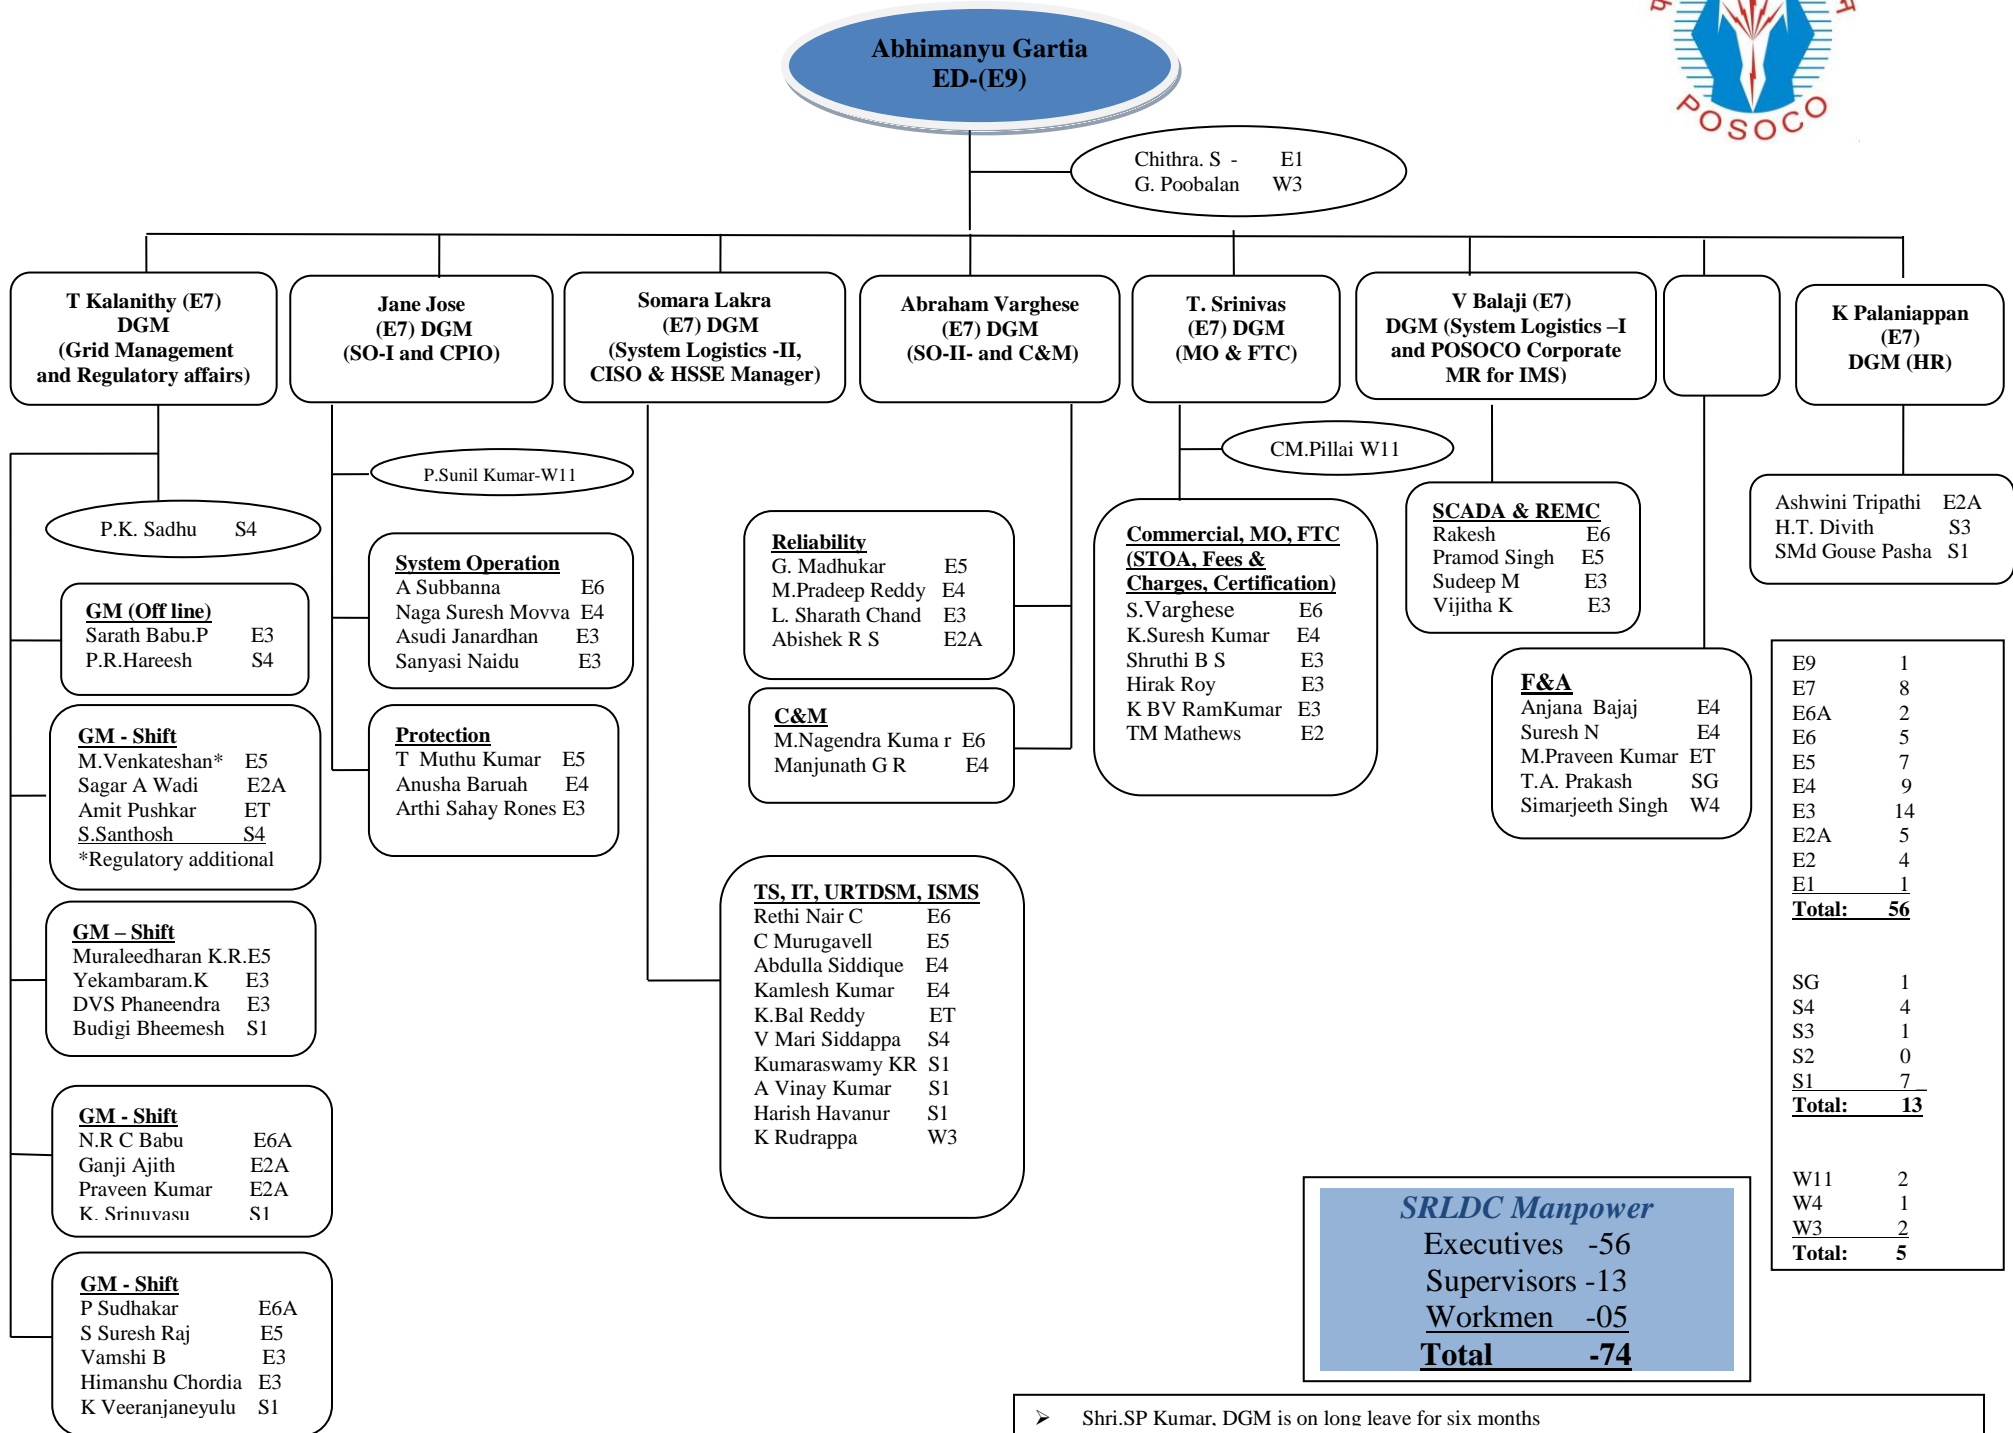 Abhimanyu Gartia
ED-(E9)
POSOCO
Chithra. S - E1
G. Poobalan W3
T Kalanithy (E7)
DGM
(Grid Management
and Regulatory affairs)
Jane Jose
(E7) DGM
(SO-I and CPIO)
Somara Lakra
(E7) DGM
(System Logistics -II,
CISO & HSSE Manager)
Abraham Varghese
(E7) DGM
(SO-II- and C&M)
T. Srinivas
(E7) DGM
(MO & FTC)
V Balaji (E7)
DGM (System Logistics –I
and POSOCO Corporate
MR for IMS)
K Palaniappan
(E7)
DGM (HR)
P.K. Sadhu S4
GM (Off line)
Sarath Babu.P E3
P.R.Hareesh S4
GM - Shift
M.Venkateshan* E5
Sagar A Wadi E2A
Amit Pushkar ET
S.Santhosh S4
*Regulatory additional
GM – Shift
Muraleedharan K.R.E5
Yekambaram.K E3
DVS Phaneendra E3
Budigi Bheemesh S1
GM - Shift
N.R C Babu E6A
Ganji Ajith E2A
Praveen Kumar E2A
K. Srinuvasu S1
GM - Shift
P Sudhakar E6A
S Suresh Raj E5
Vamshi B E3
Himanshu Chordia E3
K Veeranjaneyulu S1
P.Sunil Kumar-W11
System Operation
A Subbanna E6
Naga Suresh Movva E4
Asudi Janardhan E3
Sanyasi Naidu E3
Protection
T Muthu Kumar E5
Anusha Baruah E4
Arthi Sahay Rones E3
TS, IT, URTDSM, ISMS
Rethi Nair C E6
C Murugavell E5
Abdulla Siddique E4
Kamlesh Kumar E4
K.Bal Reddy ET
V Mari Siddappa S4
Kumaraswamy KR S1
A Vinay Kumar S1
Harish Havanur S1
K Rudrappa W3
Reliability
G. Madhukar E5
M.Pradeep Reddy E4
L. Sharath Chand E3
Abishek R S E2A
C&M
M.Nagendra Kuma r E6
Manjunath G R E4
CM.Pillai W11
Commercial, MO, FTC
(STOA, Fees &
Charges, Certification)
S.Varghese E6
K.Suresh Kumar E4
Shruthi B S E3
Hirak Roy E3
K BV RamKumar E3
TM Mathews E2
SCADA & REMC
Rakesh E6
Pramod Singh E5
Sudeep M E3
Vijitha K E3
F&A
Anjana Bajaj E4
Suresh N E4
M.Praveen Kumar ET
T.A. Prakash SG
Simarjeeth Singh W4
Ashwini Tripathi E2A
H.T. Divith S3
SMd Gouse Pasha S1
E9 1
E7 8
E6A 2
E6 5
E5 7
E4 9
E3 14
E2A 5
E2 4
E1 1
Total: 56
SG 1
S4 4
S3 1
S2 0
S1 7
Total: 13
W11 2
W4 1
W3 2
Total: 5
SRLDC Manpower
Executives -56
Supervisors -13
Workmen -05
Total -74
➢ Shri.SP Kumar, DGM is on long leave for six months